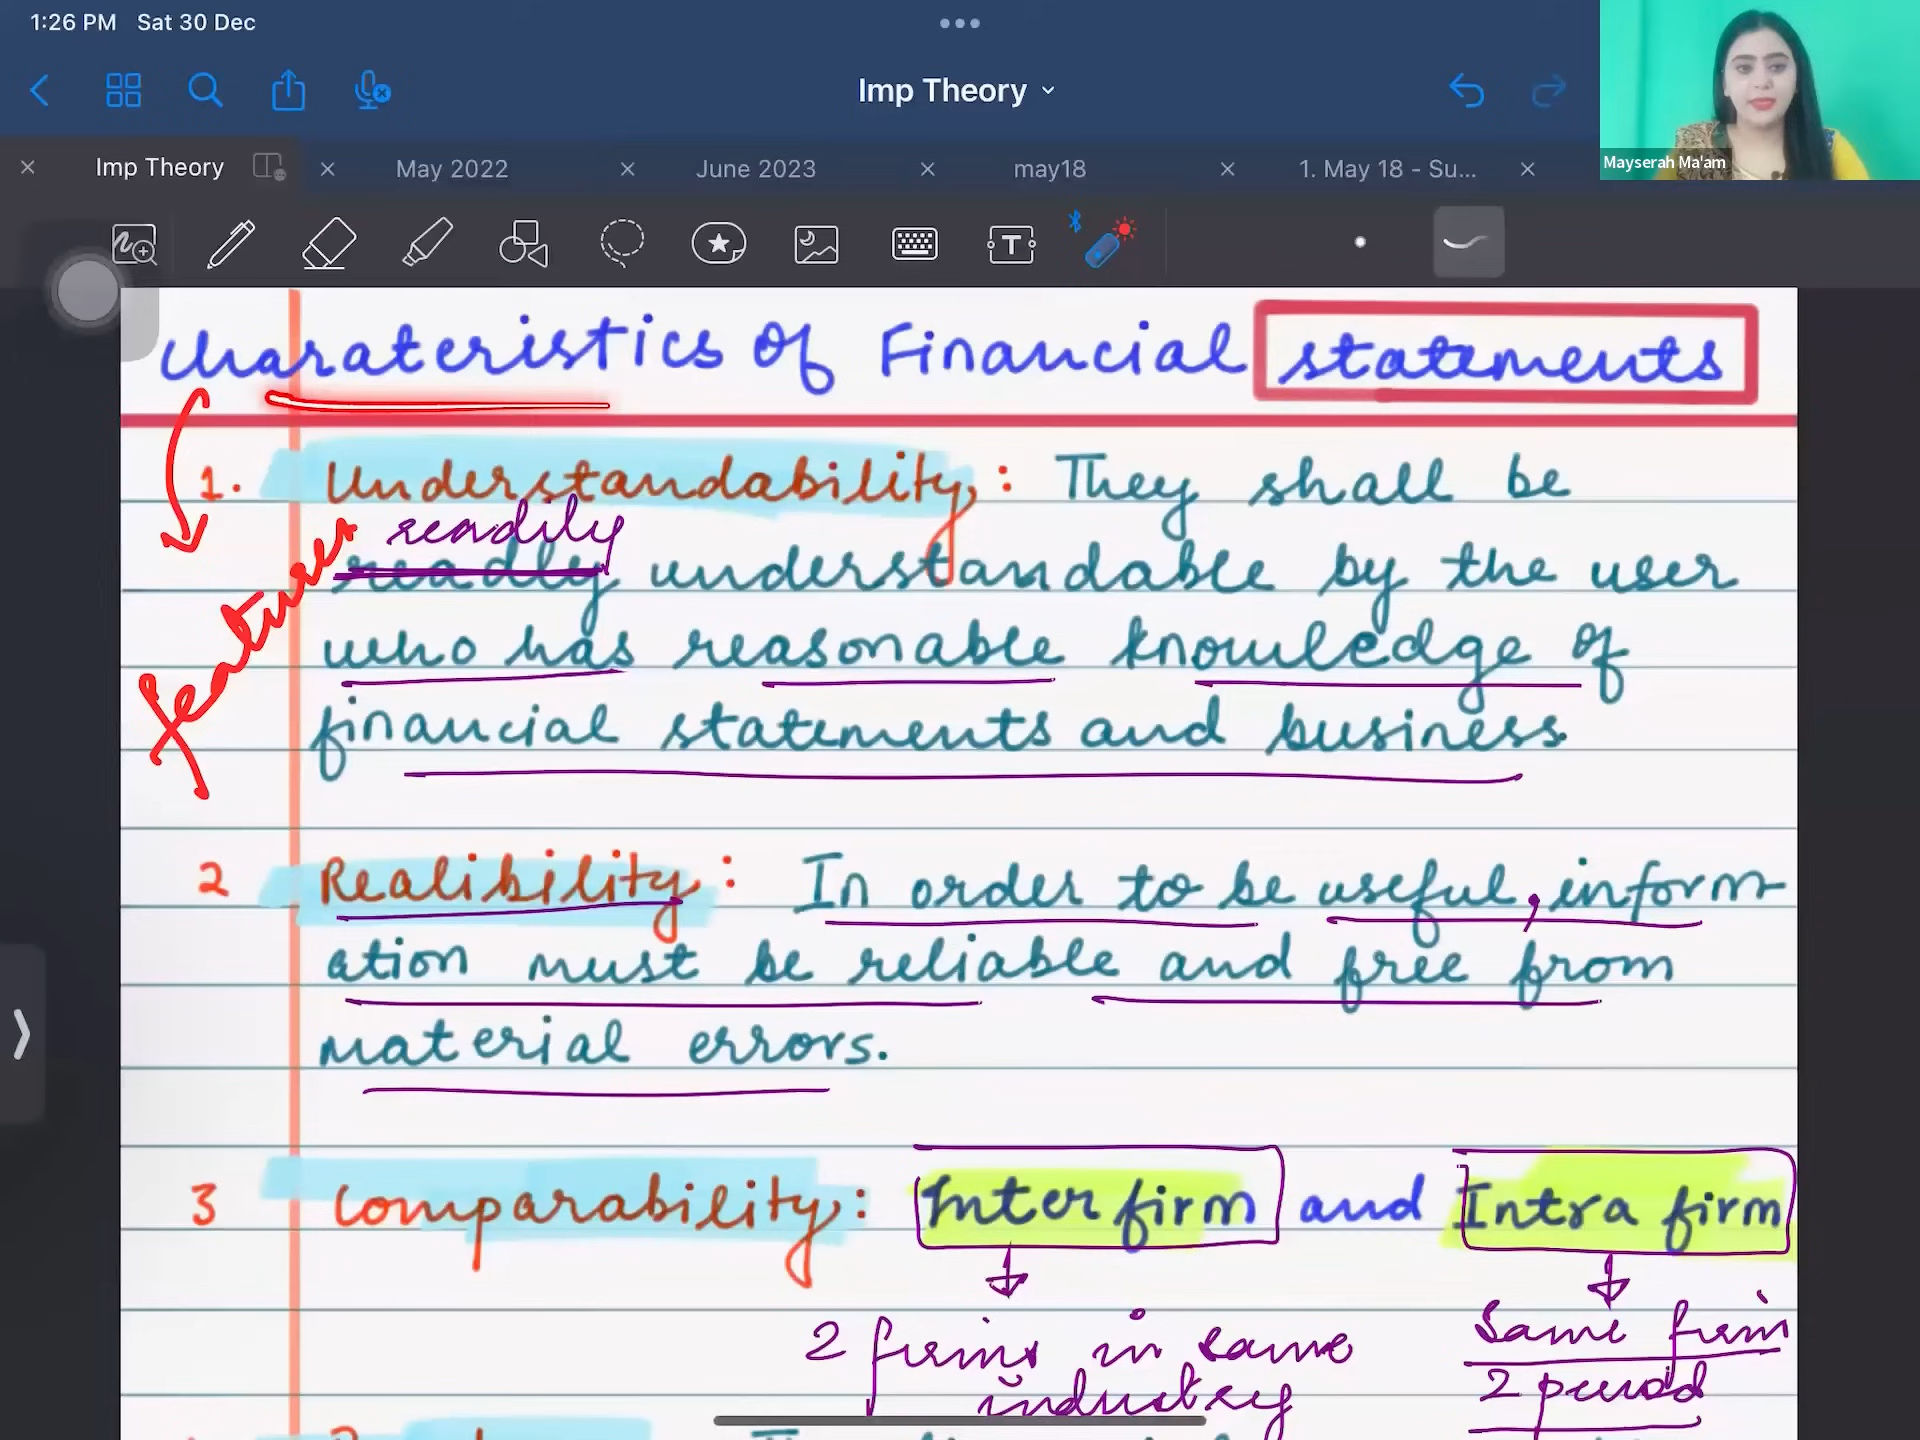 1:26 PM Sat 30 Dec
Imp Theory
Mayserah Ma'am
Imp Theory
May 2022
June 2023
may18
1. May 18 - Su...
Charateristics of Financial statements
1. Understandability: They shall be
readily
readly understandable by the user
features
who has reasonable knowledge of
financial statements and business.
2 Realibility: In order to be useful, inform
ation must be reliable and free from
material errors.
3 Comparability: Inter firm and Intra firm
2 firms in same
industry
Same firm
2 period